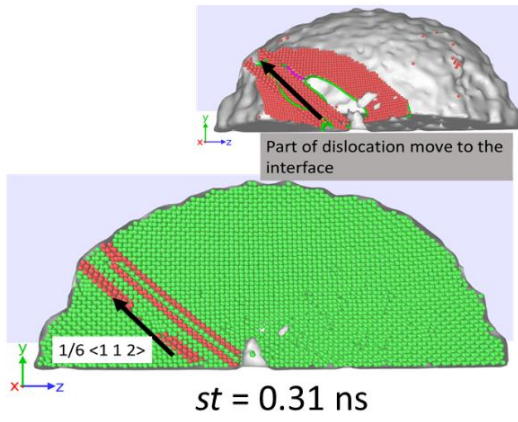 y
x z
Part of dislocation move to the
interface
1/6 <1 1 2>
y
x z
st = 0.31 ns